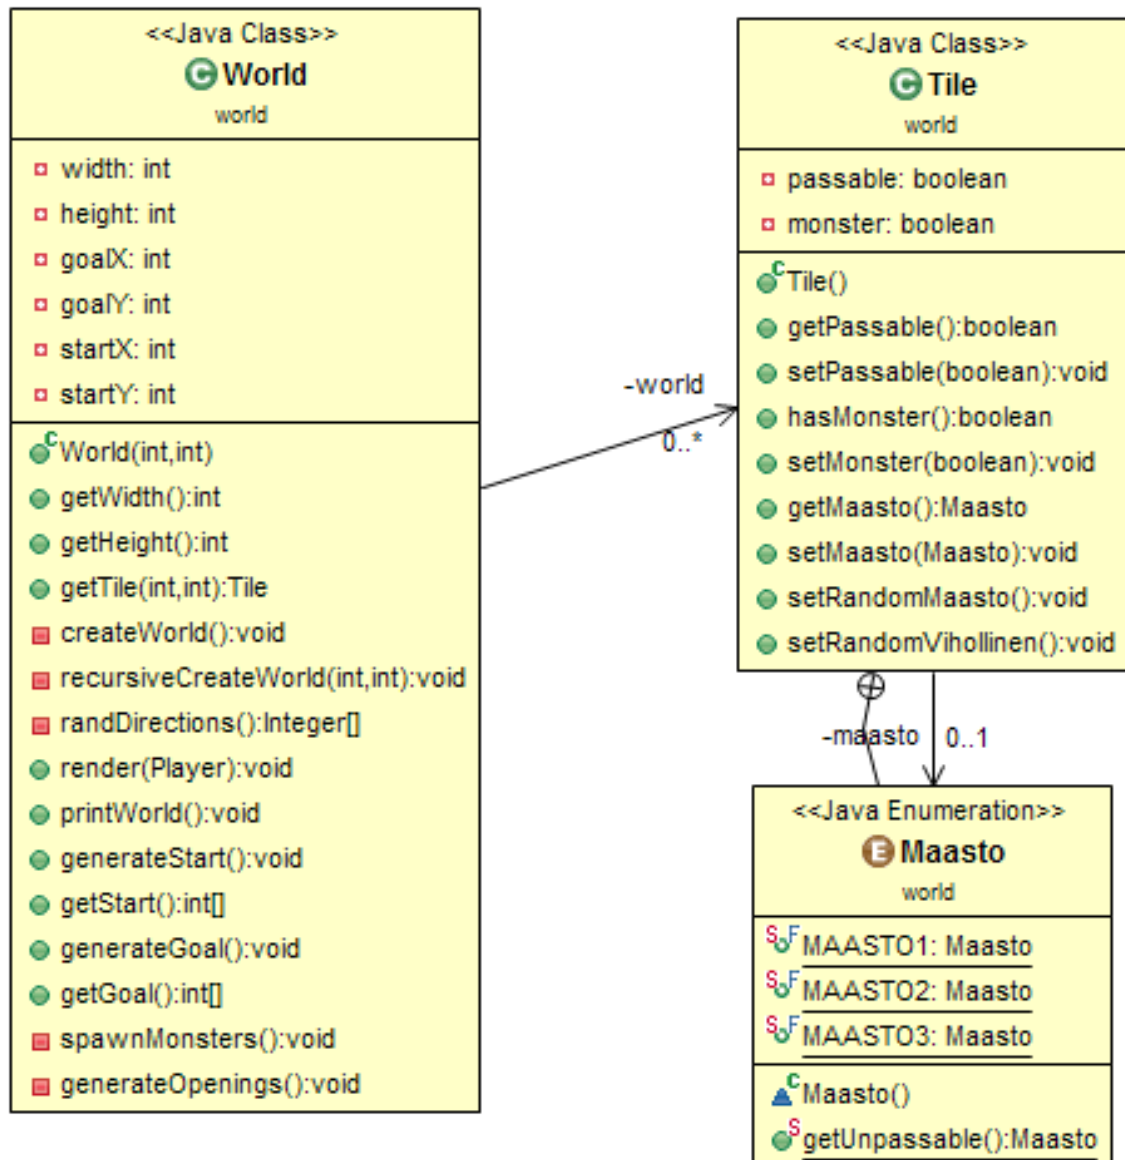 <<Java Class>>
World
world
width: int
height: int
goalX: int
goalY: int
startX: int
startY: int
World(int,int)
getWidth():int
getHeight():int
getTile(int,int):Tile
createWorld():void
recursiveCreateWorld(int,int):void
randDirections():Integer[]
render(Player):void
printWorld():void
generateStart():void
getStart():int[]
generateGoal():void
getGoal():int[]
spawnMonsters():void
generateOpenings():void
-world
0..*
<<Java Class>>
Tile
world
passable: boolean
monster: boolean
Tile()
getPassable():boolean
setPassable(boolean):void
hasMonster():boolean
setMonster(boolean):void
getMaasto():Maasto
setMaasto(Maasto):void
setRandomMaasto():void
setRandomVihollinen():void
-maasto
0..1
<<Java Enumeration>>
Maasto
world
MAASTO1: Maasto
MAASTO2: Maasto
MAASTO3: Maasto
Maasto()
getUnpassable():Maasto